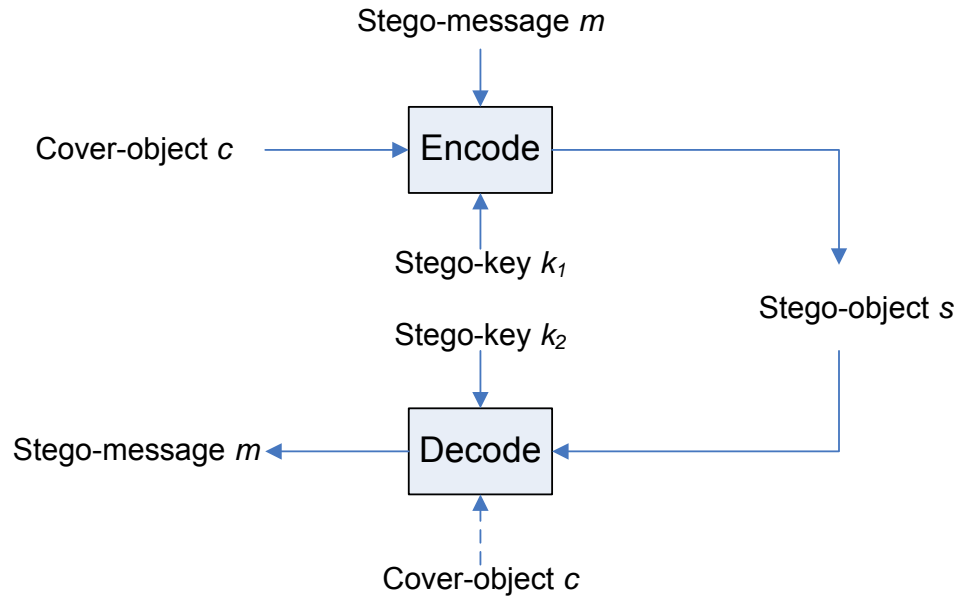 Stego-message m
Cover-object c
Encode
Stego-key k₁
Stego-object s
Stego-key k₂
Stego-message m
Decode
Cover-object c